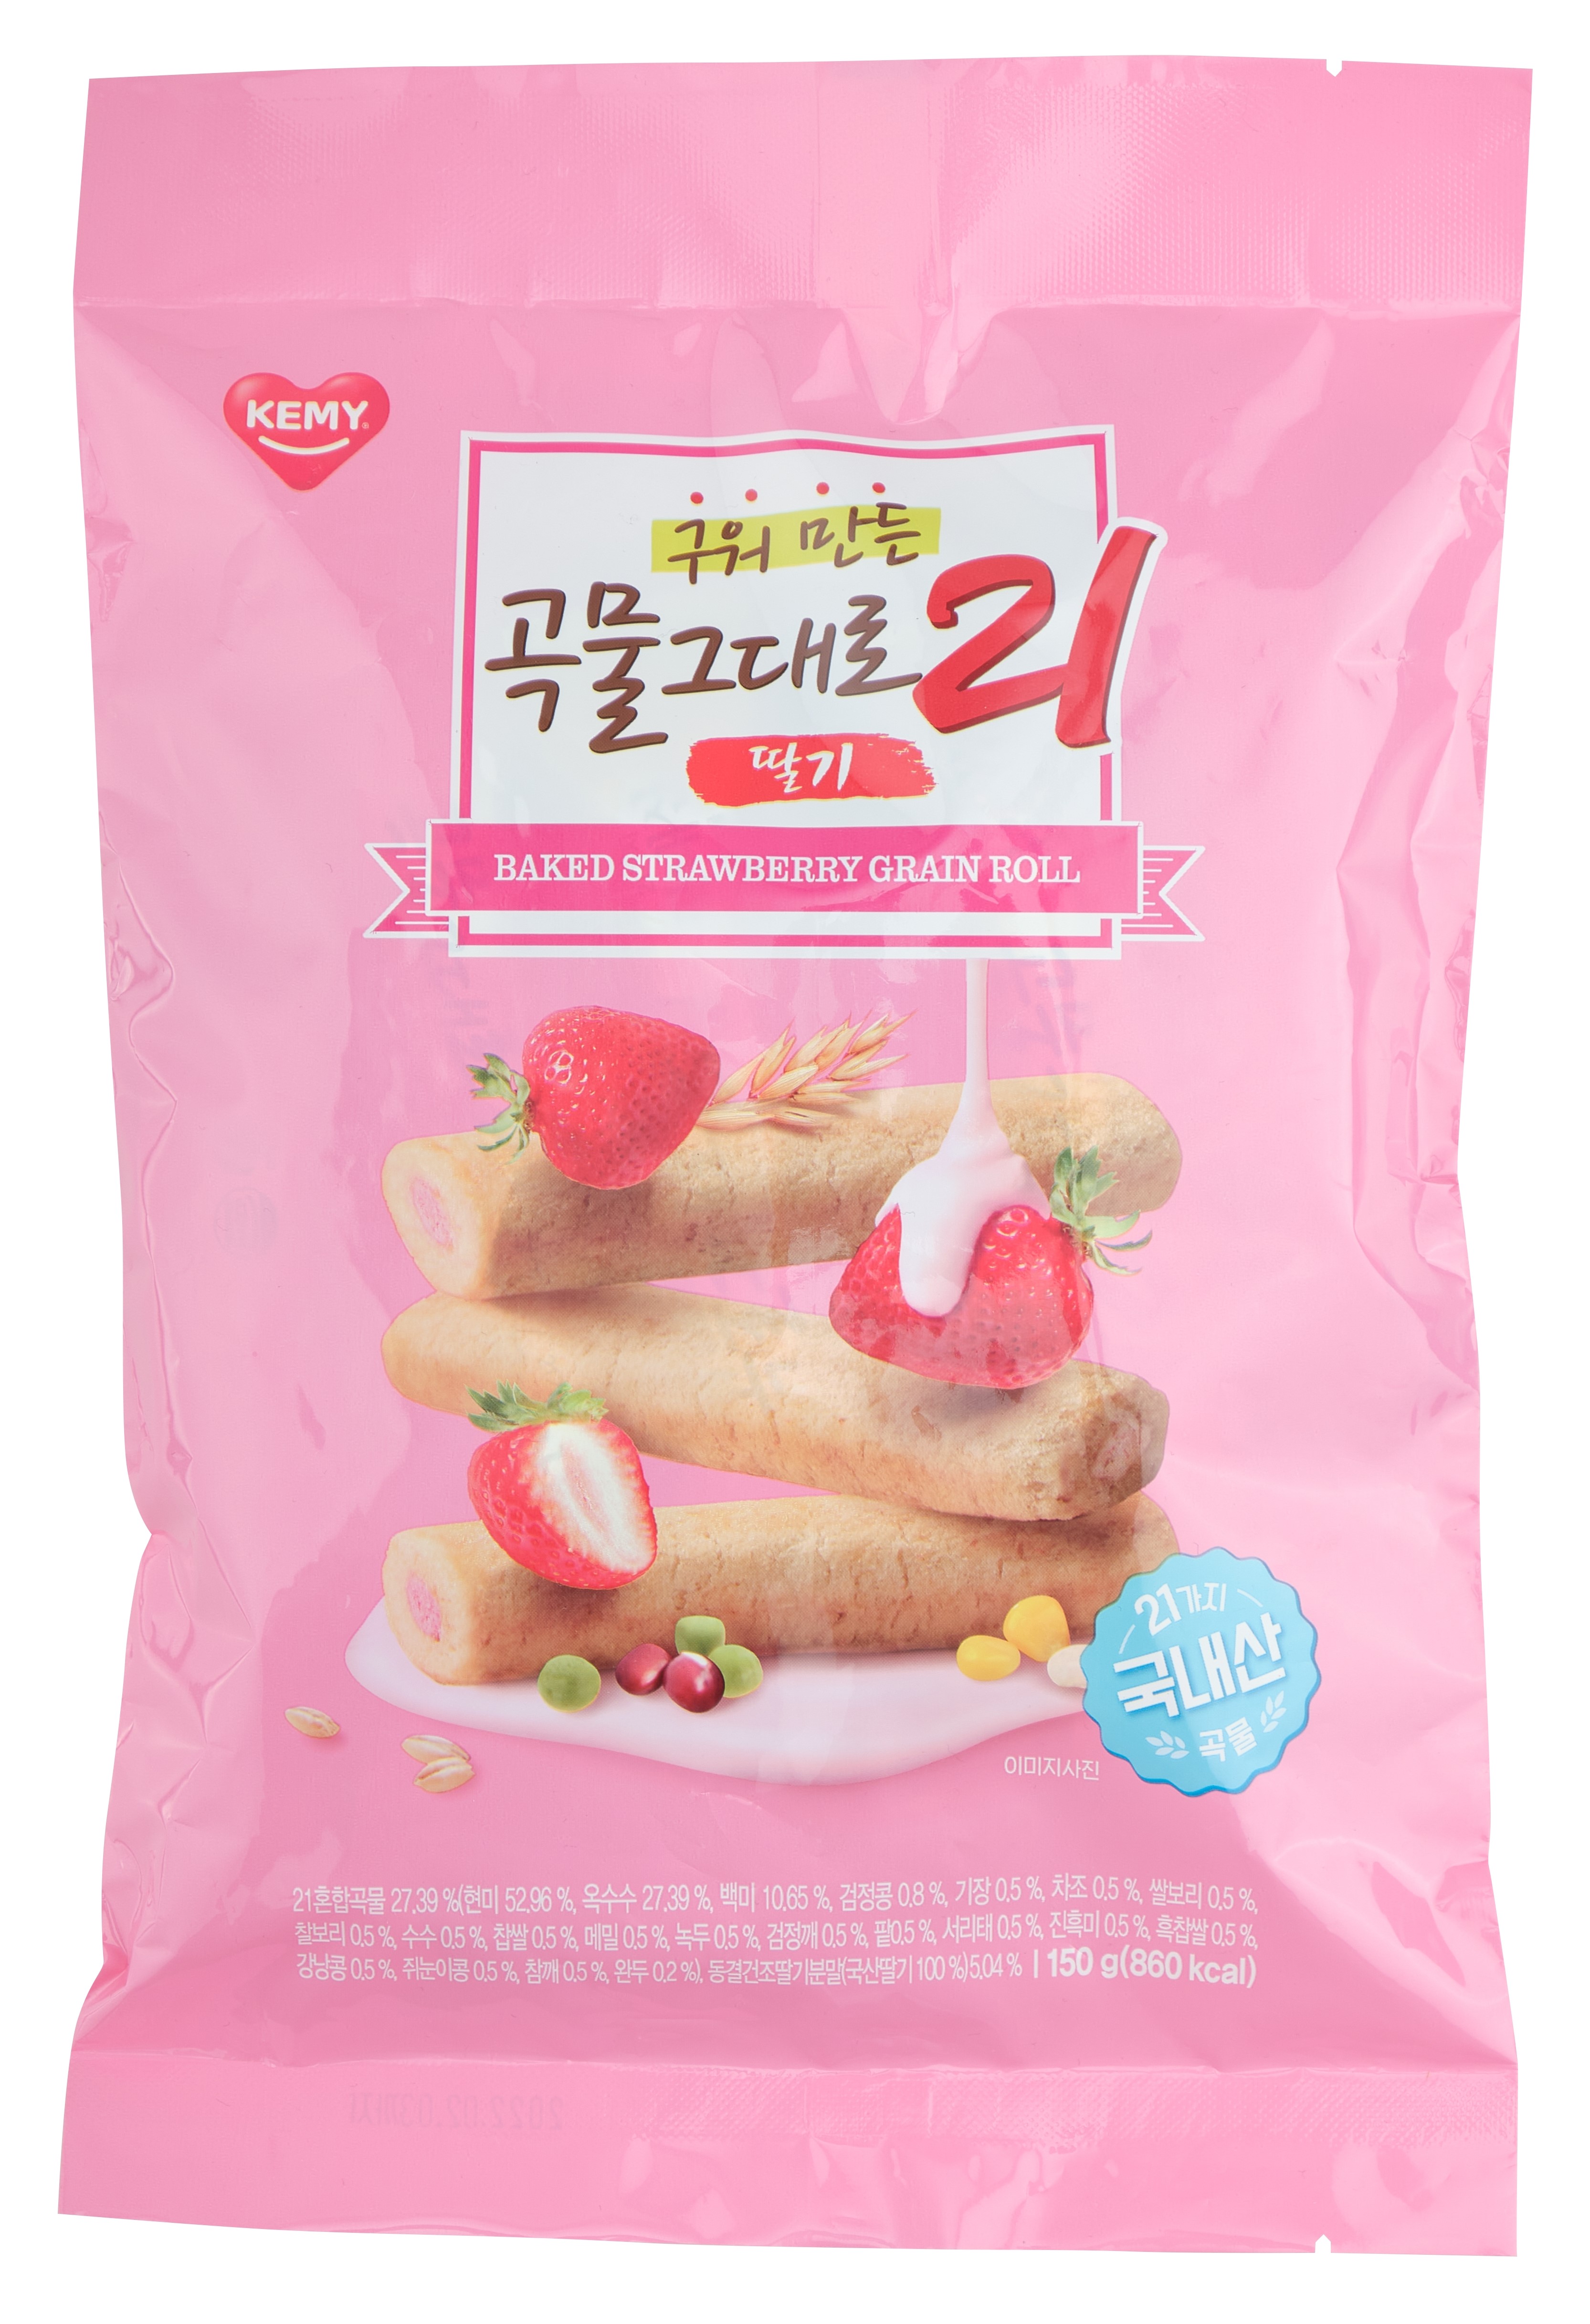 KEMY
구워 만든
곡물그대로21
딸기
BAKED STRAWBERRY GRAIN ROLL
21가지
국내산
곡물
이미지사진
21혼합곡물 27.39 %(현미 52.96 %, 옥수수 27.39 %, 백미 10.65 %, 검정콩 0.8 %, 기장 0.5 %, 차조 0.5 %, 쌀보리 0.5 %,
찰보리 0.5 %, 수수 0.5 %, 찹쌀 0.5 %, 메밀 0.5 %, 녹두 0.5 %, 검정깨 0.5 %, 팥0.5 %, 서리태 0.5 %, 진흑미 0.5 %, 흑찹쌀 0.5 %,
강낭콩 0.5 %, 쥐눈이콩 0.5 %, 참깨 0.5 %, 완두 0.2 %), 동결건조딸기분말(국산딸기 100 %)5.04 % | 150 g(860 kcal)